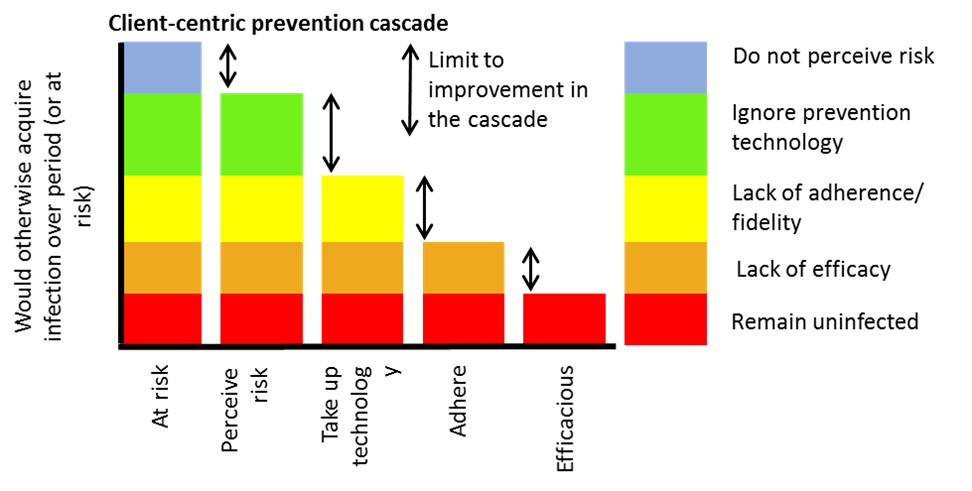 Client-centric prevention cascade
Would otherwise acquire
infection over period (or at
risk)
Limit to
improvement in
the cascade
Do not perceive risk
Ignore prevention
technology
Lack of adherence/
fidelity
Lack of efficacy
Remain uninfected
At risk
Perceive
risk
Take up
technolog
y
Adhere
Efficacious